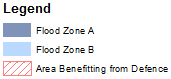 Legend
Flood Zone A
Flood Zone B
Area Benefitting from Defence